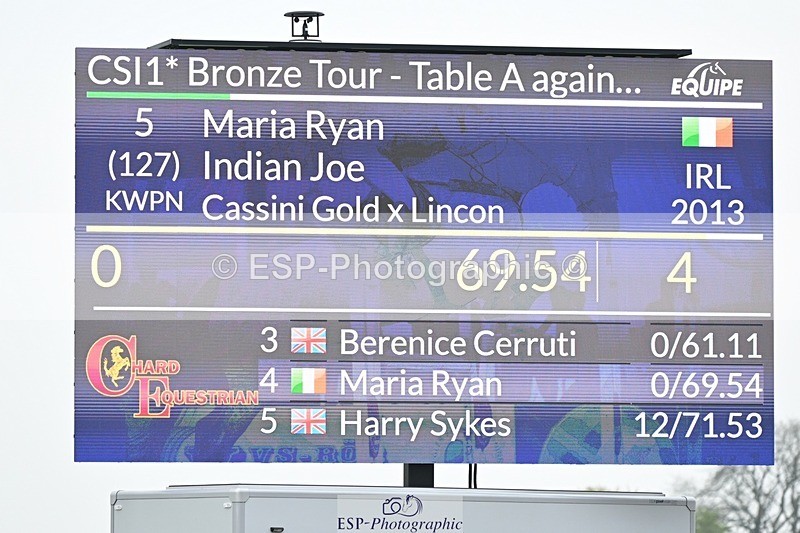 CSI1* Bronze Tour - Table A again...
EQUIPE
5 Maria Ryan
(127) Indian Joe IRL
KWPN Cassini Gold x Lincon 2013
0 69.54 4
© ESP-Photographic ©
3 Berenice Cerruti 0/61.11
4 Maria Ryan 0/69.54
5 Harry Sykes 12/71.53
CHARD
EQUESTRIAN
ESP-Photographic